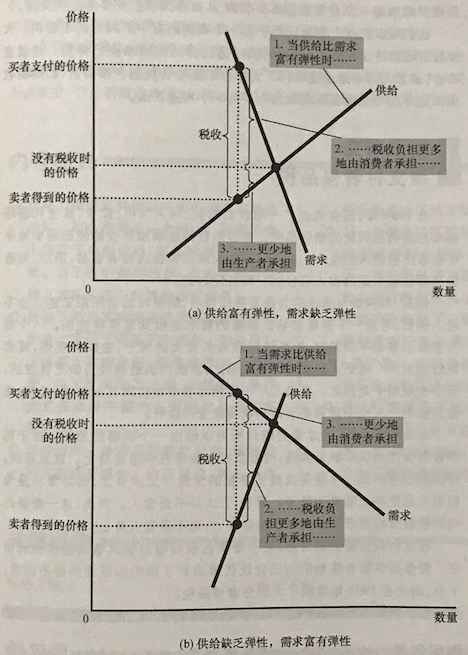 价格
1. 当供给比需求
富有弹性时……
买者支付的价格
供给
税收
2. ……税收负担更多
地由消费者承担……
没有税收时
的价格
卖者得到的价格
3. ……更少地
由生产者承担
需求
0
数量
(a) 供给富有弹性，需求缺乏弹性
价格
1. 当需求比供给
富有弹性时……
买者支付的价格
供给
3. ……更少地
由消费者承担
没有税收时
的价格
税收
2. ……税收负
担更多地由生
产者承担……
需求
卖者得到的价格
0
数量
(b) 供给缺乏弹性，需求富有弹性